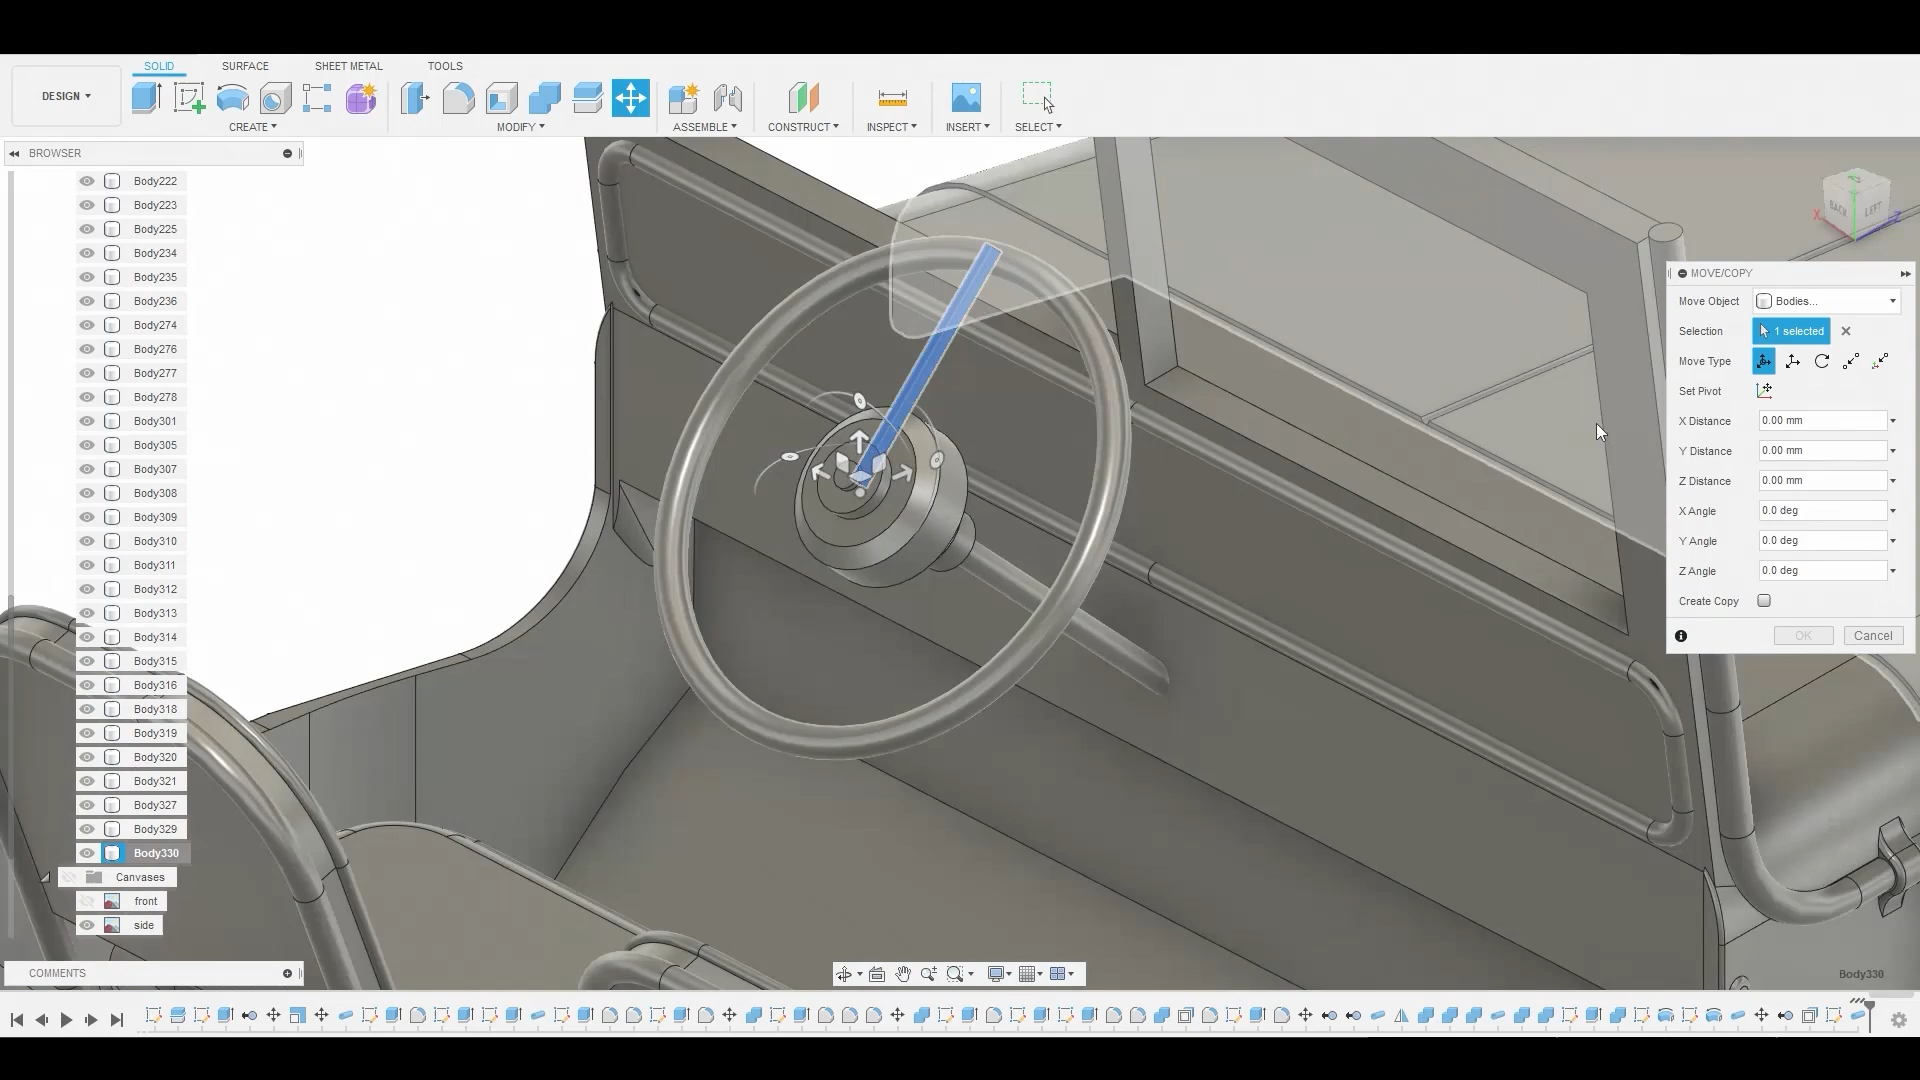 SOLID SURFACE SHEET METAL TOOLS
DESIGN
CREATE MODIFY ASSEMBLE CONSTRUCT INSPECT INSERT SELECT
BROWSER
Body222
Body223
Body225
Body234
Body235
Body236
Body274
Body276
Body277
Body278
Body301
Body305
Body307
Body308
Body309
Body310
Body311
Body312
Body313
Body314
Body315
Body316
Body318
Body319
Body320
Body321
Body327
Body329
Body330
Canvases
front
side
COMMENTS
BACK LEFT
X Z
MOVE/COPY
Move Object Bodies...
Selection 1 selected
Move Type
Set Pivot
X Distance 0.00 mm
Y Distance 0.00 mm
Z Distance 0.00 mm
X Angle 0.0 deg
Y Angle 0.0 deg
Z Angle 0.0 deg
Create Copy
OK Cancel
Body330